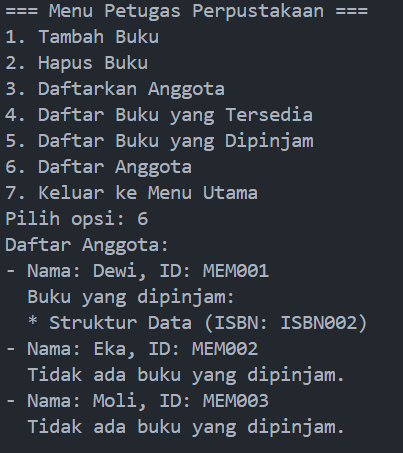 === Menu Petugas Perpustakaan ===
1. Tambah Buku
2. Hapus Buku
3. Daftarkan Anggota
4. Daftar Buku yang Tersedia
5. Daftar Buku yang Dipinjam
6. Daftar Anggota
7. Keluar ke Menu Utama
Pilih opsi: 6
Daftar Anggota:
- Nama: Dewi, ID: MEM001
  Buku yang dipinjam:
  * Struktur Data (ISBN: ISBN002)
- Nama: Eka, ID: MEM002
  Tidak ada buku yang dipinjam.
- Nama: Moli, ID: MEM003
  Tidak ada buku yang dipinjam.